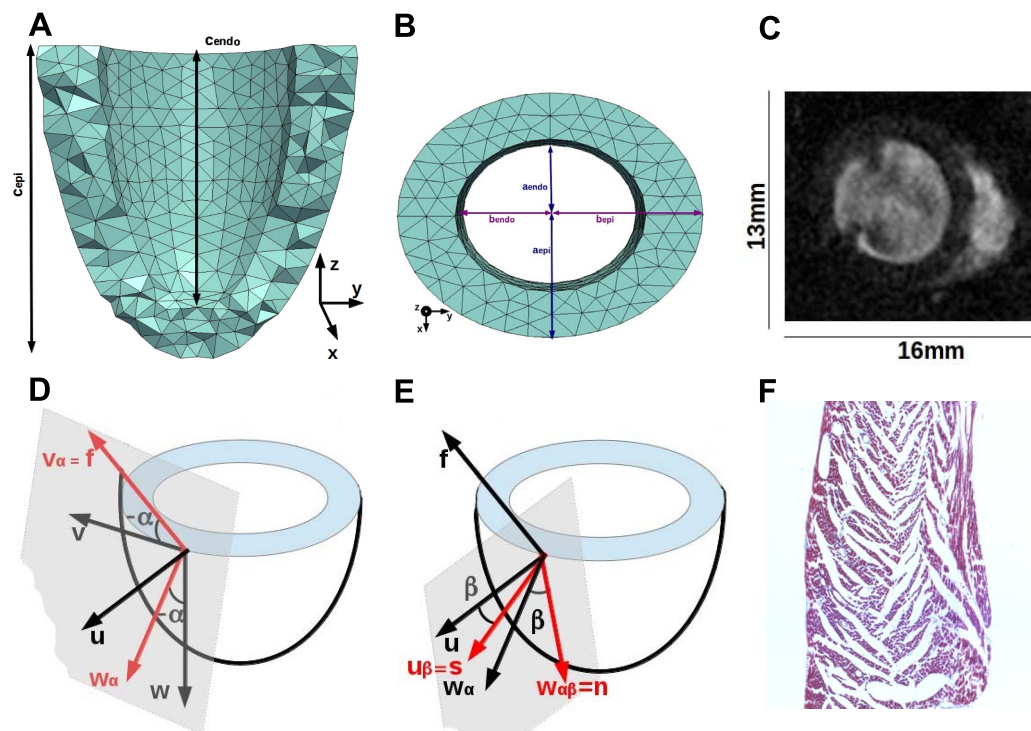 A
cendo
cepi
z
y
x
B
aendo
bendo
bepi
aepi
z
y
x
C
13mm
16mm
D
vα = f
-α
v
-α
u
wα
w
E
f
β
β
u
uβ=s
wα
wαβ=n
F